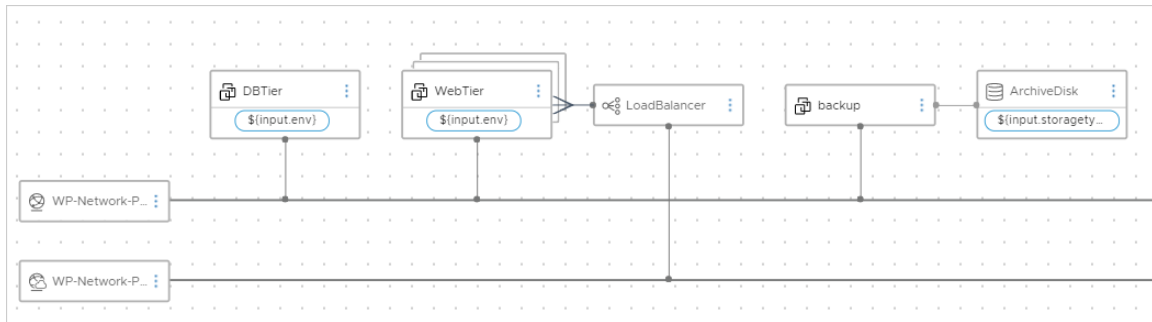 DBTier
${input.env}
WebTier
${input.env}
LoadBalancer
backup
ArchiveDisk
${input.storagety...
WP-Network-P...
WP-Network-P...